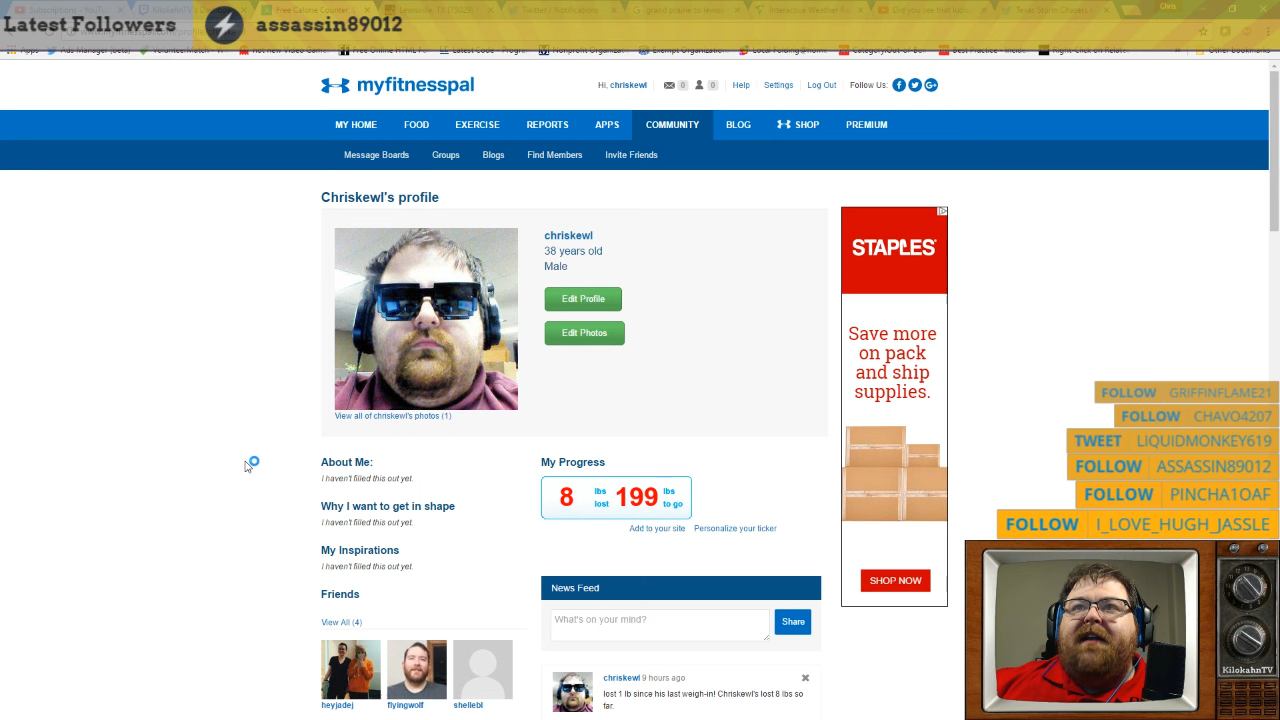 Latest Followers assassin89012
myfitnesspal
Hi, chriskewl 0 0 Help Settings Log Out Follow Us:
MY HOME FOOD EXERCISE REPORTS APPS COMMUNITY BLOG SHOP PREMIUM
Message Boards Groups Blogs Find Members Invite Friends
Chriskewl's profile
chriskewl
38 years old
Male
Edit Profile
Edit Photos
View all of chriskewl's photos (1)
About Me:
I haven't filled this out yet.
Why I want to get in shape
I haven't filled this out yet.
My Inspirations
I haven't filled this out yet.
Friends
View All (4)
heyjadej flyingwolf shellebl
My Progress
8 lbs lost 199 lbs to go
Add to your site Personalize your ticker
News Feed
What's on your mind?
Share
chriskewl 9 hours ago
lost 1 lb since his last weigh-in! Chriskewl's lost 8 lbs so
far.
STAPLES
Save more
on pack
and ship
supplies.
SHOP NOW
FOLLOW GRIFFINFLAME21
FOLLOW CHAVO4207
TWEET LIQUIDMONKEY619
FOLLOW ASSASSIN89012
FOLLOW PINCHA1OAF
FOLLOW I_LOVE_HUGH_JASSLE
KilokahnTV